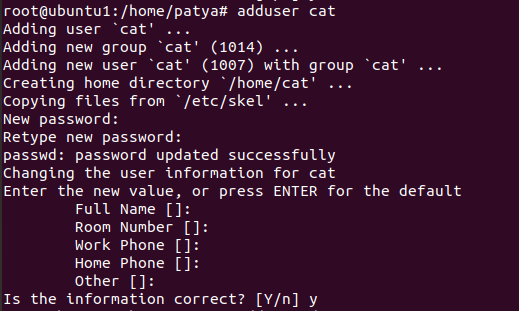 root@ubuntu1:/home/patya# adduser cat
Adding user `cat' ...
Adding new group `cat' (1014) ...
Adding new user `cat' (1007) with group `cat' ...
Creating home directory `/home/cat' ...
Copying files from `/etc/skel' ...
New password:
Retype new password:
passwd: password updated successfully
Changing the user information for cat
Enter the new value, or press ENTER for the default
Full Name []:
Room Number []:
Work Phone []:
Home Phone []:
Other []:
Is the information correct? [Y/n] y